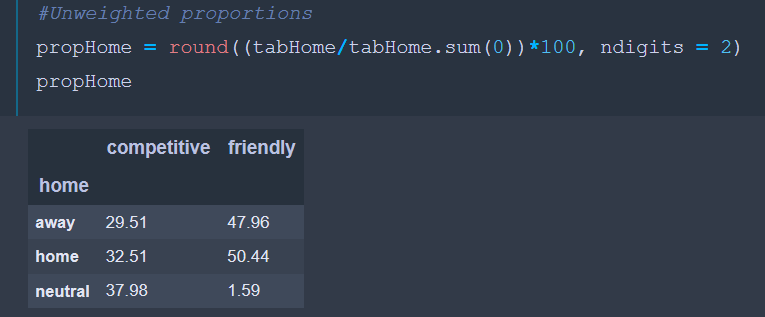 #Unweighted proportions
propHome = round((tabHome/tabHome.sum(0))*100, ndigits = 2)
propHome
competitive friendly
home
away 29.51 47.96
home 32.51 50.44
neutral 37.98 1.59